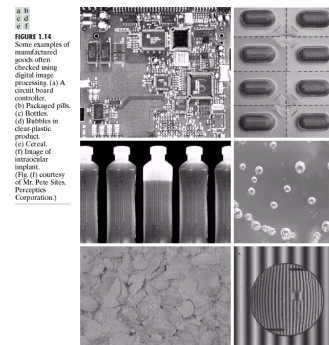 a b
c d
e f
FIGURE 1.14
Some examples of
manufactured
goods often
checked using
digital image
processing. (a) A
circuit board
controller.
(b) Packaged pills.
(c) Bottles.
(d) Bubbles in
clear-plastic
product.
(e) Cereal.
(f) Image of
intraocular
implant.
(Fig. (f) courtesy
of Mr. Pete Sites,
Perceptics
Corporation.)